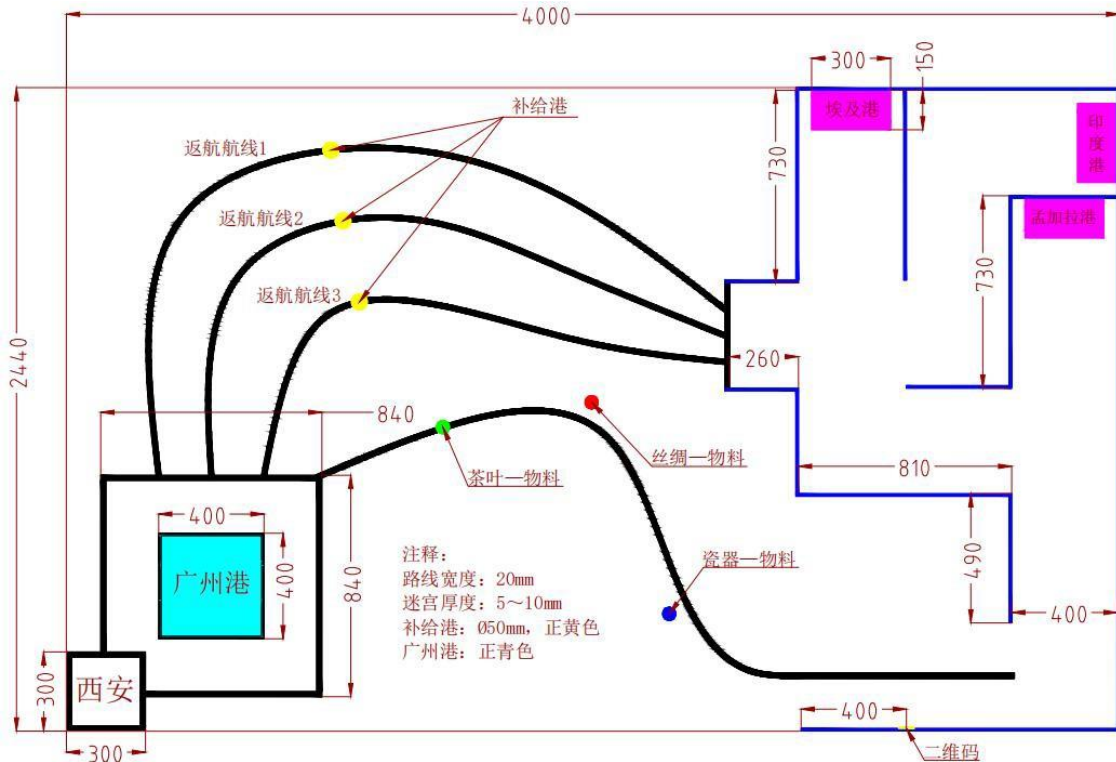 4000
300
150
补给港
埃及港
印
度
港
返航航线1
730
返航航线2
孟加拉港
返航航线3
730
2440
260
840
丝绸—物料
茶叶—物料
810
400
注释：
广州港
400
840
路线宽度：20mm
瓷器—物料
490
迷宫厚度：5～10mm
补给港：Ø50mm，正黄色
400
广州港：正青色
300
西安
400
300
二维码